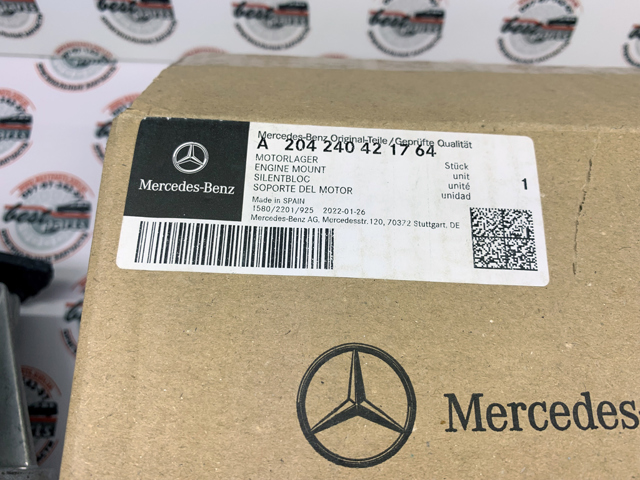 Mercedes-Benz Original-Teile/Geprüfte Qualität
A 204 240 42 17 64
MOTORLAGER
ENGINE MOUNT
SILENTBLOC
SOPORTE DEL MOTOR
Stück
unit
unité
unidad
1
Made in SPAIN
1580/2201/925 2022-01-26
Mercedes-Benz AG, Mercedesstr.120, 70372 Stuttgart, DE
Mercedes-Benz
Mercedes-